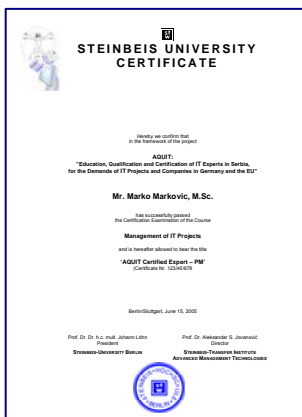 STEINBEIS UNIVERSITY
CERTIFICATE
Hereby we confirm that
in the framework of the project
AQUIT:
"Education, Qualification and Certification of IT Experts in Serbia,
for the Demands of IT Projects and Companies in Germany and the EU"
Mr. Marko Markovic, M.Sc.
has successfully passed
the Certification Examination of the Course
Management of IT Projects
and is hereafter allowed to bear the title
"AQUIT Certified Expert – PM"
(Certificate Nr. 123/45/678
Berlin/Stuttgart, June 15, 2005
Prof. Dr. Dr. h.c. mult. Johann Löhn
President
STEINBEIS-UNIVERSITY BERLIN
Prof. Dr. Aleksandar S. Jovanović
Director
STEINBEIS-TRANSFER INSTITUTE
ADVANCED MANAGEMENT TECHNOLOGIES